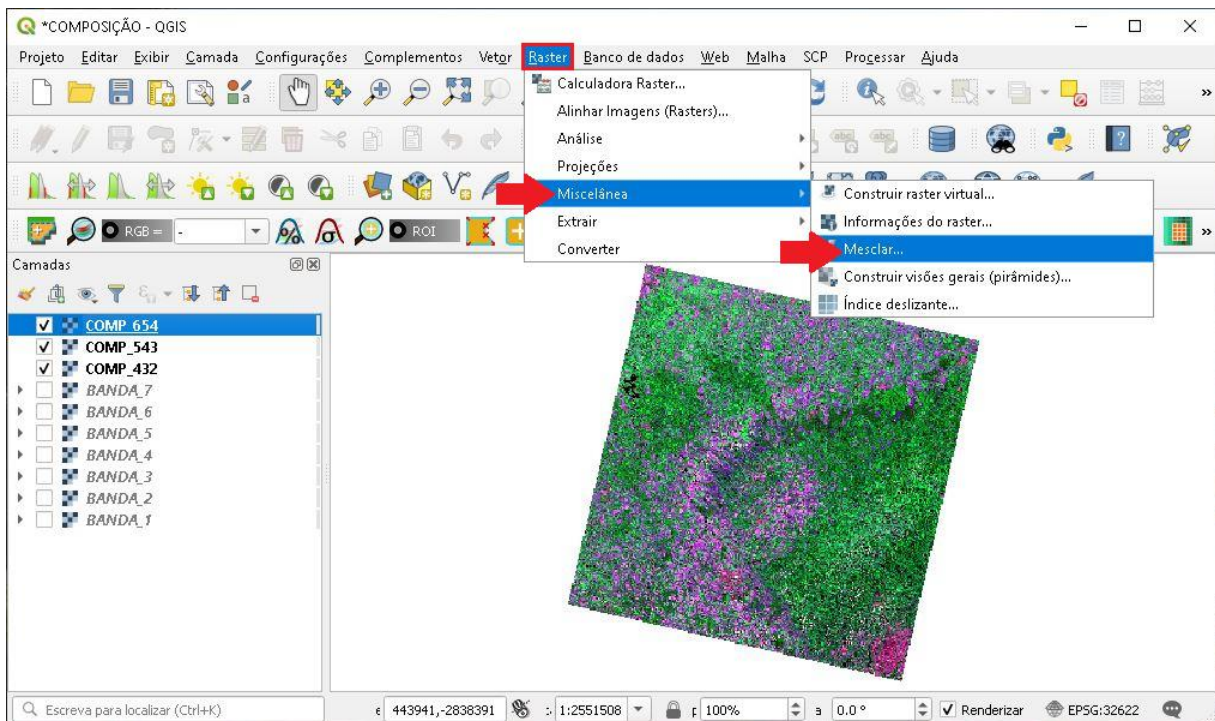 *COMPOSIÇÃO - QGIS
Projeto Editar Exibir Camada Configurações Complementos Vetor Raster Banco de dados Web Malha SCP Processar Ajuda
Calculadora Raster...
Alinhar Imagens (Rasters)...
Análise
Projeções
Miscelânea
Extrair
Converter
Construir raster virtual...
Informações do raster...
Mesclar...
Construir visões gerais (pirâmides)...
Índice deslizante...
RGB = - ROI
Camadas
COMP_654
COMP_543
COMP_432
BANDA_7
BANDA_6
BANDA_5
BANDA_4
BANDA_3
BANDA_2
BANDA_1
Escreva para localizar (Ctrl+K) 443941,-2838391 1:2551508 100% 0.0 ° Renderizar EPSG:32622